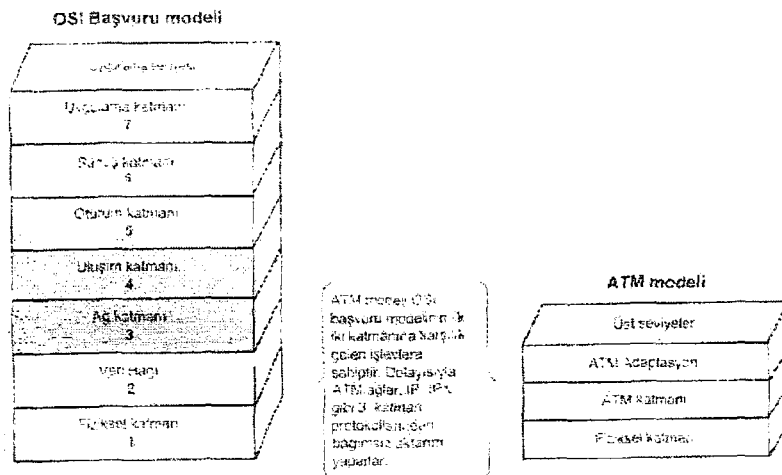 OSI Başvuru modeli
Uygulama katmanı
7
Sunuş katmanı
6
Oturum katmanı
5
Ulaşım katmanı
4
Ağ katmanı
3
Veri Bağı
2
Fiziksel katman
1
ATM modeli OSI
başvuru modelinin ilk
iki katmanına karşılık
gelen işlevlere
sahiptir. Dolayısıyla
ATM ağlar, IP, IPX
gibi 3. katman
protokollerinden
bağımsız aktarım
yaparlar.
ATM modeli
Üst seviyeler
ATM Adaptasyon
ATM katmanı
Fiziksel katman